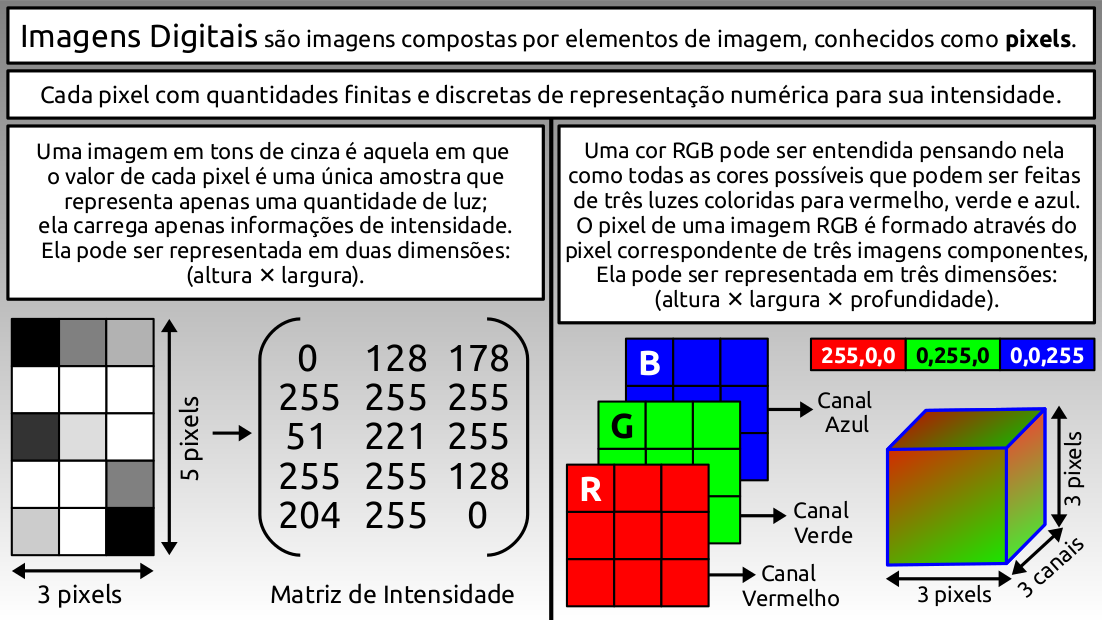 Imagens Digitais são imagens compostas por elementos de imagem, conhecidos como pixels.
Cada pixel com quantidades finitas e discretas de representação numérica para sua intensidade.
Uma imagem em tons de cinza é aquela em que
o valor de cada pixel é uma única amostra que
representa apenas uma quantidade de luz;
ela carrega apenas informações de intensidade.
Ela pode ser representada em duas dimensões:
(altura × largura).
5 pixels
3 pixels
0 128 178
255 255 255
51 221 255
255 255 128
204 255 0
Matriz de Intensidade
Uma cor RGB pode ser entendida pensando nela
como todas as cores possíveis que podem ser feitas
de três luzes coloridas para vermelho, verde e azul.
O pixel de uma imagem RGB é formado através do
pixel correspondente de três imagens componentes,
Ela pode ser representada em três dimensões:
(altura × largura × profundidade).
B
G
R
Canal
Azul
Canal
Verde
Canal
Vermelho
255,0,0 0,255,0 0,0,255
3 pixels
3 canais
3 pixels